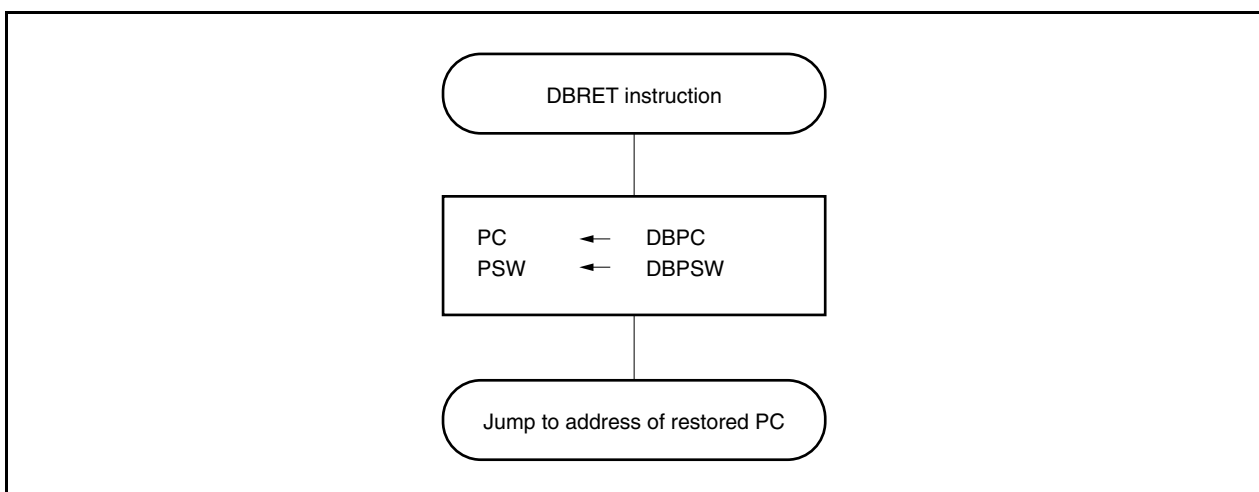 DBRET instruction
PC ← DBPC
PSW ← DBPSW
Jump to address of restored PC